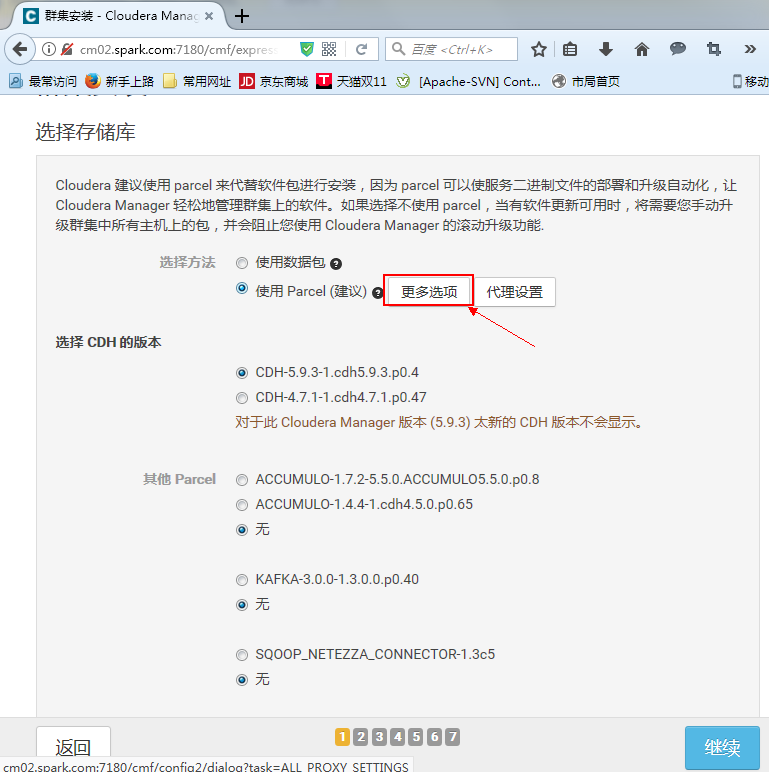 群集安装 - Cloudera Manag
cm02.spark.com:7180/cmf/expres
百度 <Ctrl+K>
最常访问 新手上路 常用网址 JD 京东商城 T 天猫双11 [Apache-SVN] Cont... 市局首页 移动
选择存储库
Cloudera 建议使用 parcel 来代替软件包进行安装，因为 parcel 可以使服务二进制文件的部署和升级自动化，让
Cloudera Manager 轻松地管理群集上的软件。如果选择不使用 parcel，当有软件更新可用时，将需要您手动升
级群集中所有主机上的包，并会阻止您使用 Cloudera Manager 的滚动升级功能.
选择方法 使用数据包 ?
使用 Parcel (建议) ? 更多选项 代理设置
选择 CDH 的版本
CDH-5.9.3-1.cdh5.9.3.p0.4
CDH-4.7.1-1.cdh4.7.1.p0.47
对于此 Cloudera Manager 版本 (5.9.3) 太新的 CDH 版本不会显示。
其他 Parcel ACCUMULO-1.7.2-5.5.0.ACCUMULO5.5.0.p0.8
ACCUMULO-1.4.4-1.cdh4.5.0.p0.65
无
KAFKA-3.0.0-1.3.0.0.p0.40
无
SQOOP_NETEZZA_CONNECTOR-1.3c5
无
返回 1 2 3 4 5 6 7 继续
cm02.spark.com:7180/cmf/config2/dialog?task=ALL_PROXY_SETTINGS